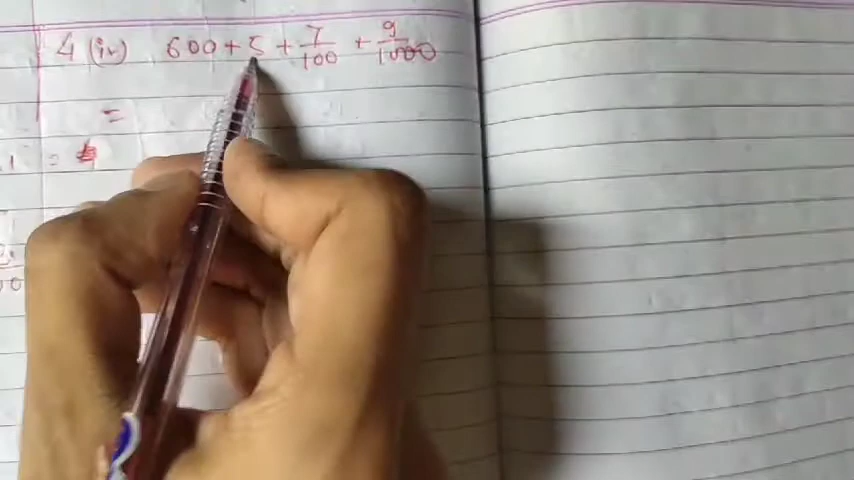 4 (iv) 600 + 5 + 7/100 + 9/1000
=